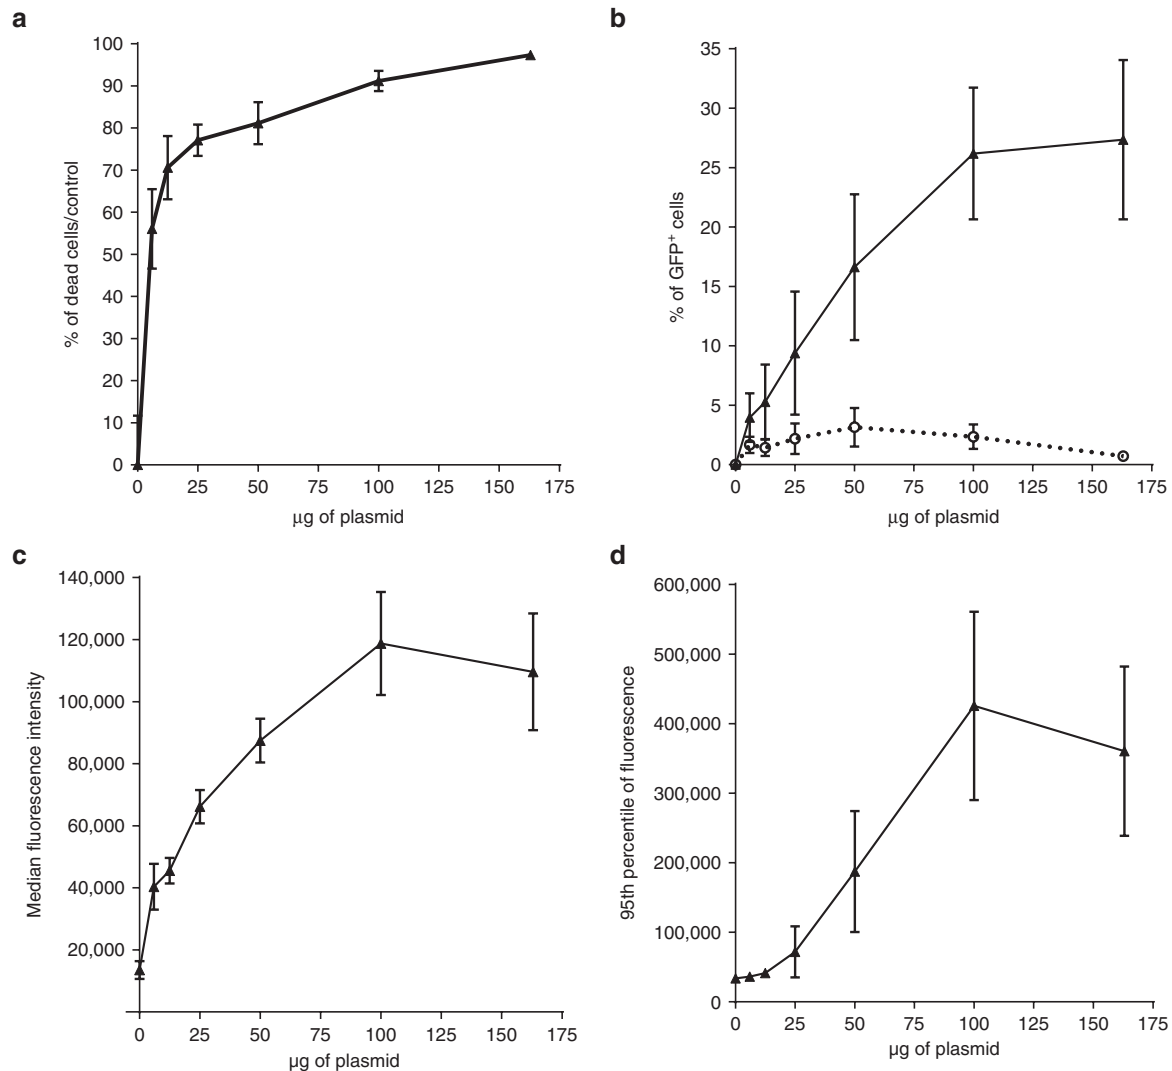 a
100
90
80
70
60
50
40
30
20
10
0
% of dead cells/control
0 25 50 75 100 125 150 175
μg of plasmid
b
35
30
25
20
15
10
5
0
% of GFP⁺ cells
0 25 50 75 100 125 150 175
μg of plasmid
c
140,000
120,000
100,000
80,000
60,000
40,000
20,000
Median fluorescence intensity
0 25 50 75 100 125 150 175
μg of plasmid
d
600,000
500,000
400,000
300,000
200,000
100,000
0
95th percentile of fluorescence
0 25 50 75 100 125 150 175
μg of plasmid